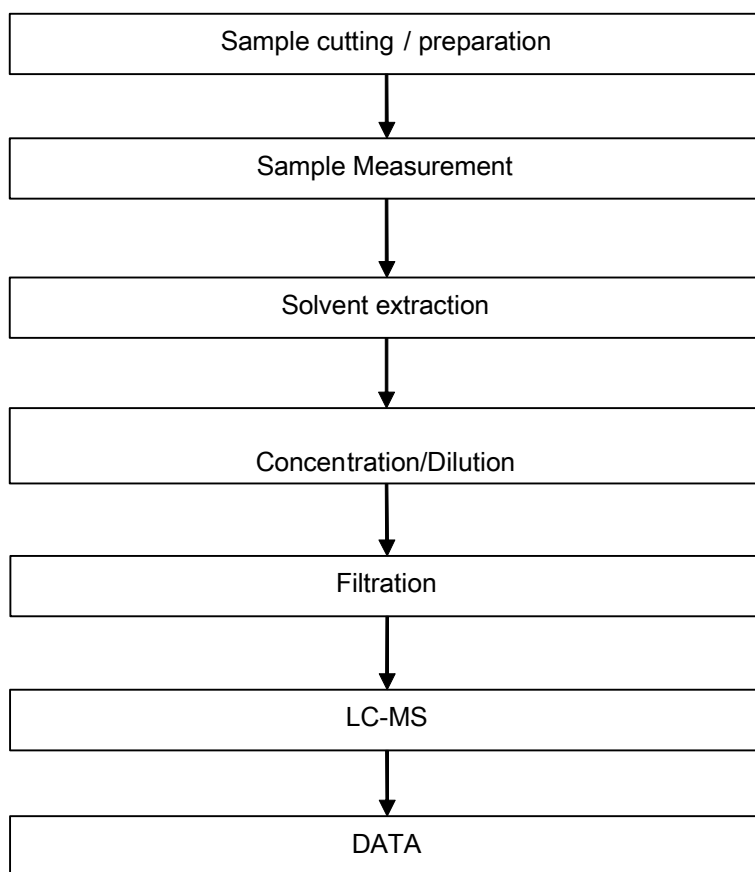 Sample cutting / preparation
Sample Measurement
Solvent extraction
Concentration/Dilution
Filtration
LC-MS
DATA